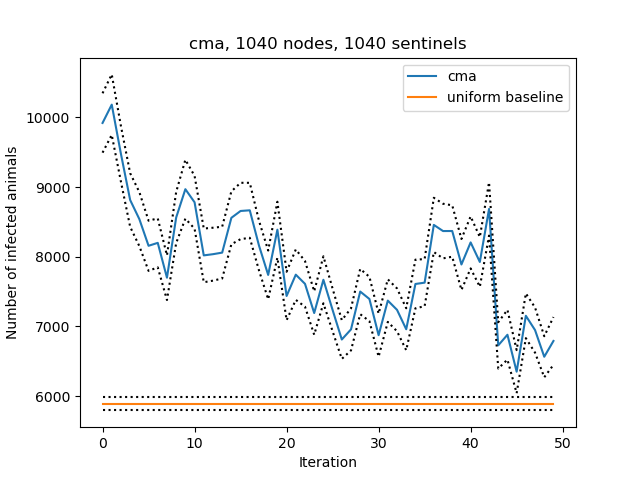 cma, 1040 nodes, 1040 sentinels
cma
uniform baseline
Number of infected animals
10000
9000
8000
7000
6000
0 10 20 30 40 50
Iteration